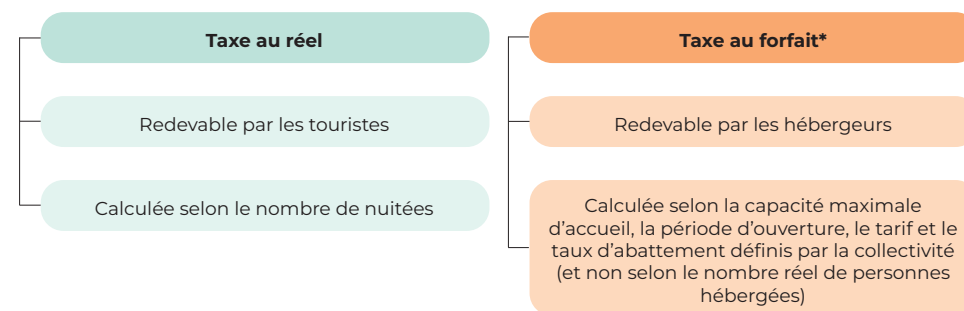 Taxe au réel
Redevable par les touristes
Calculée selon le nombre de nuitées
Taxe au forfait*
Redevable par les hébergeurs
Calculée selon la capacité maximale
d'accueil, la période d'ouverture, le tarif et le
taux d'abattement définis par la collectivité
(et non selon le nombre réel de personnes
hébergées)